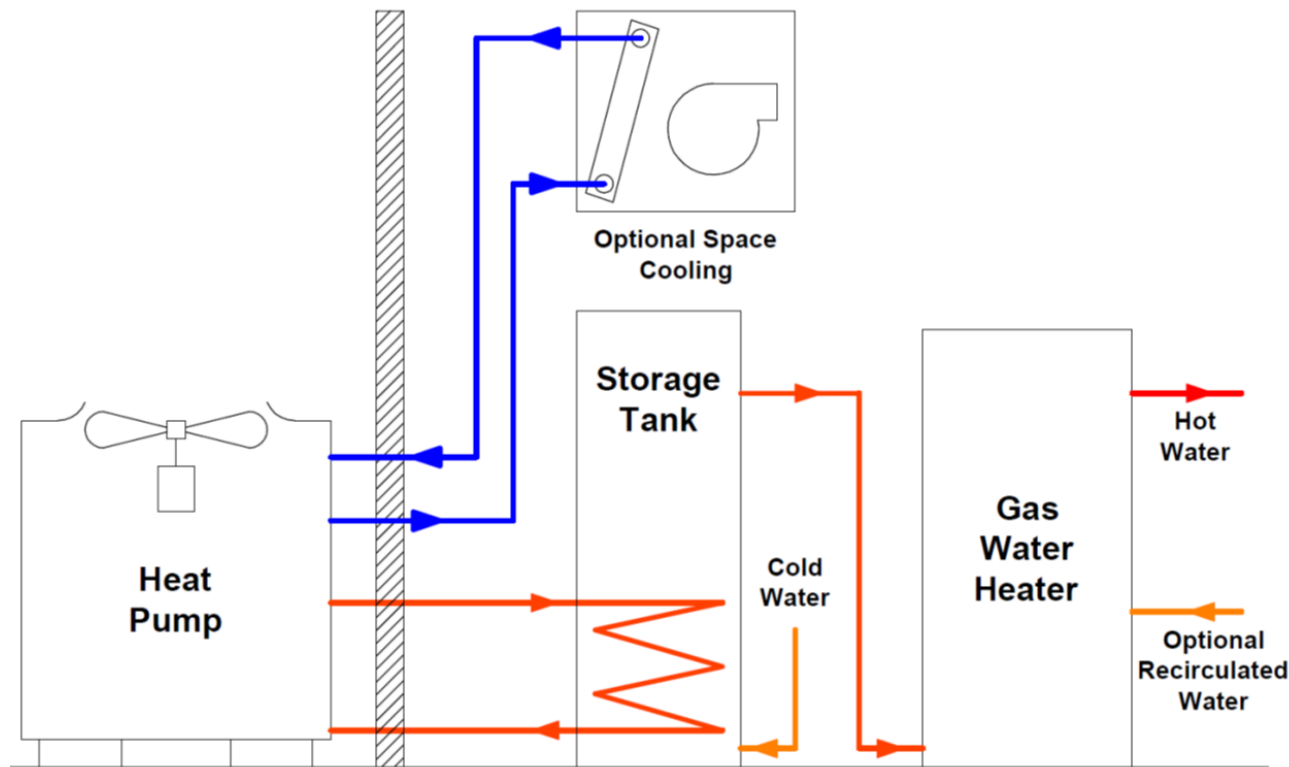 Optional Space
Cooling
Storage
Tank
Hot
Water
Gas
Water
Heater
Cold
Water
Heat
Pump
Optional
Recirculated
Water